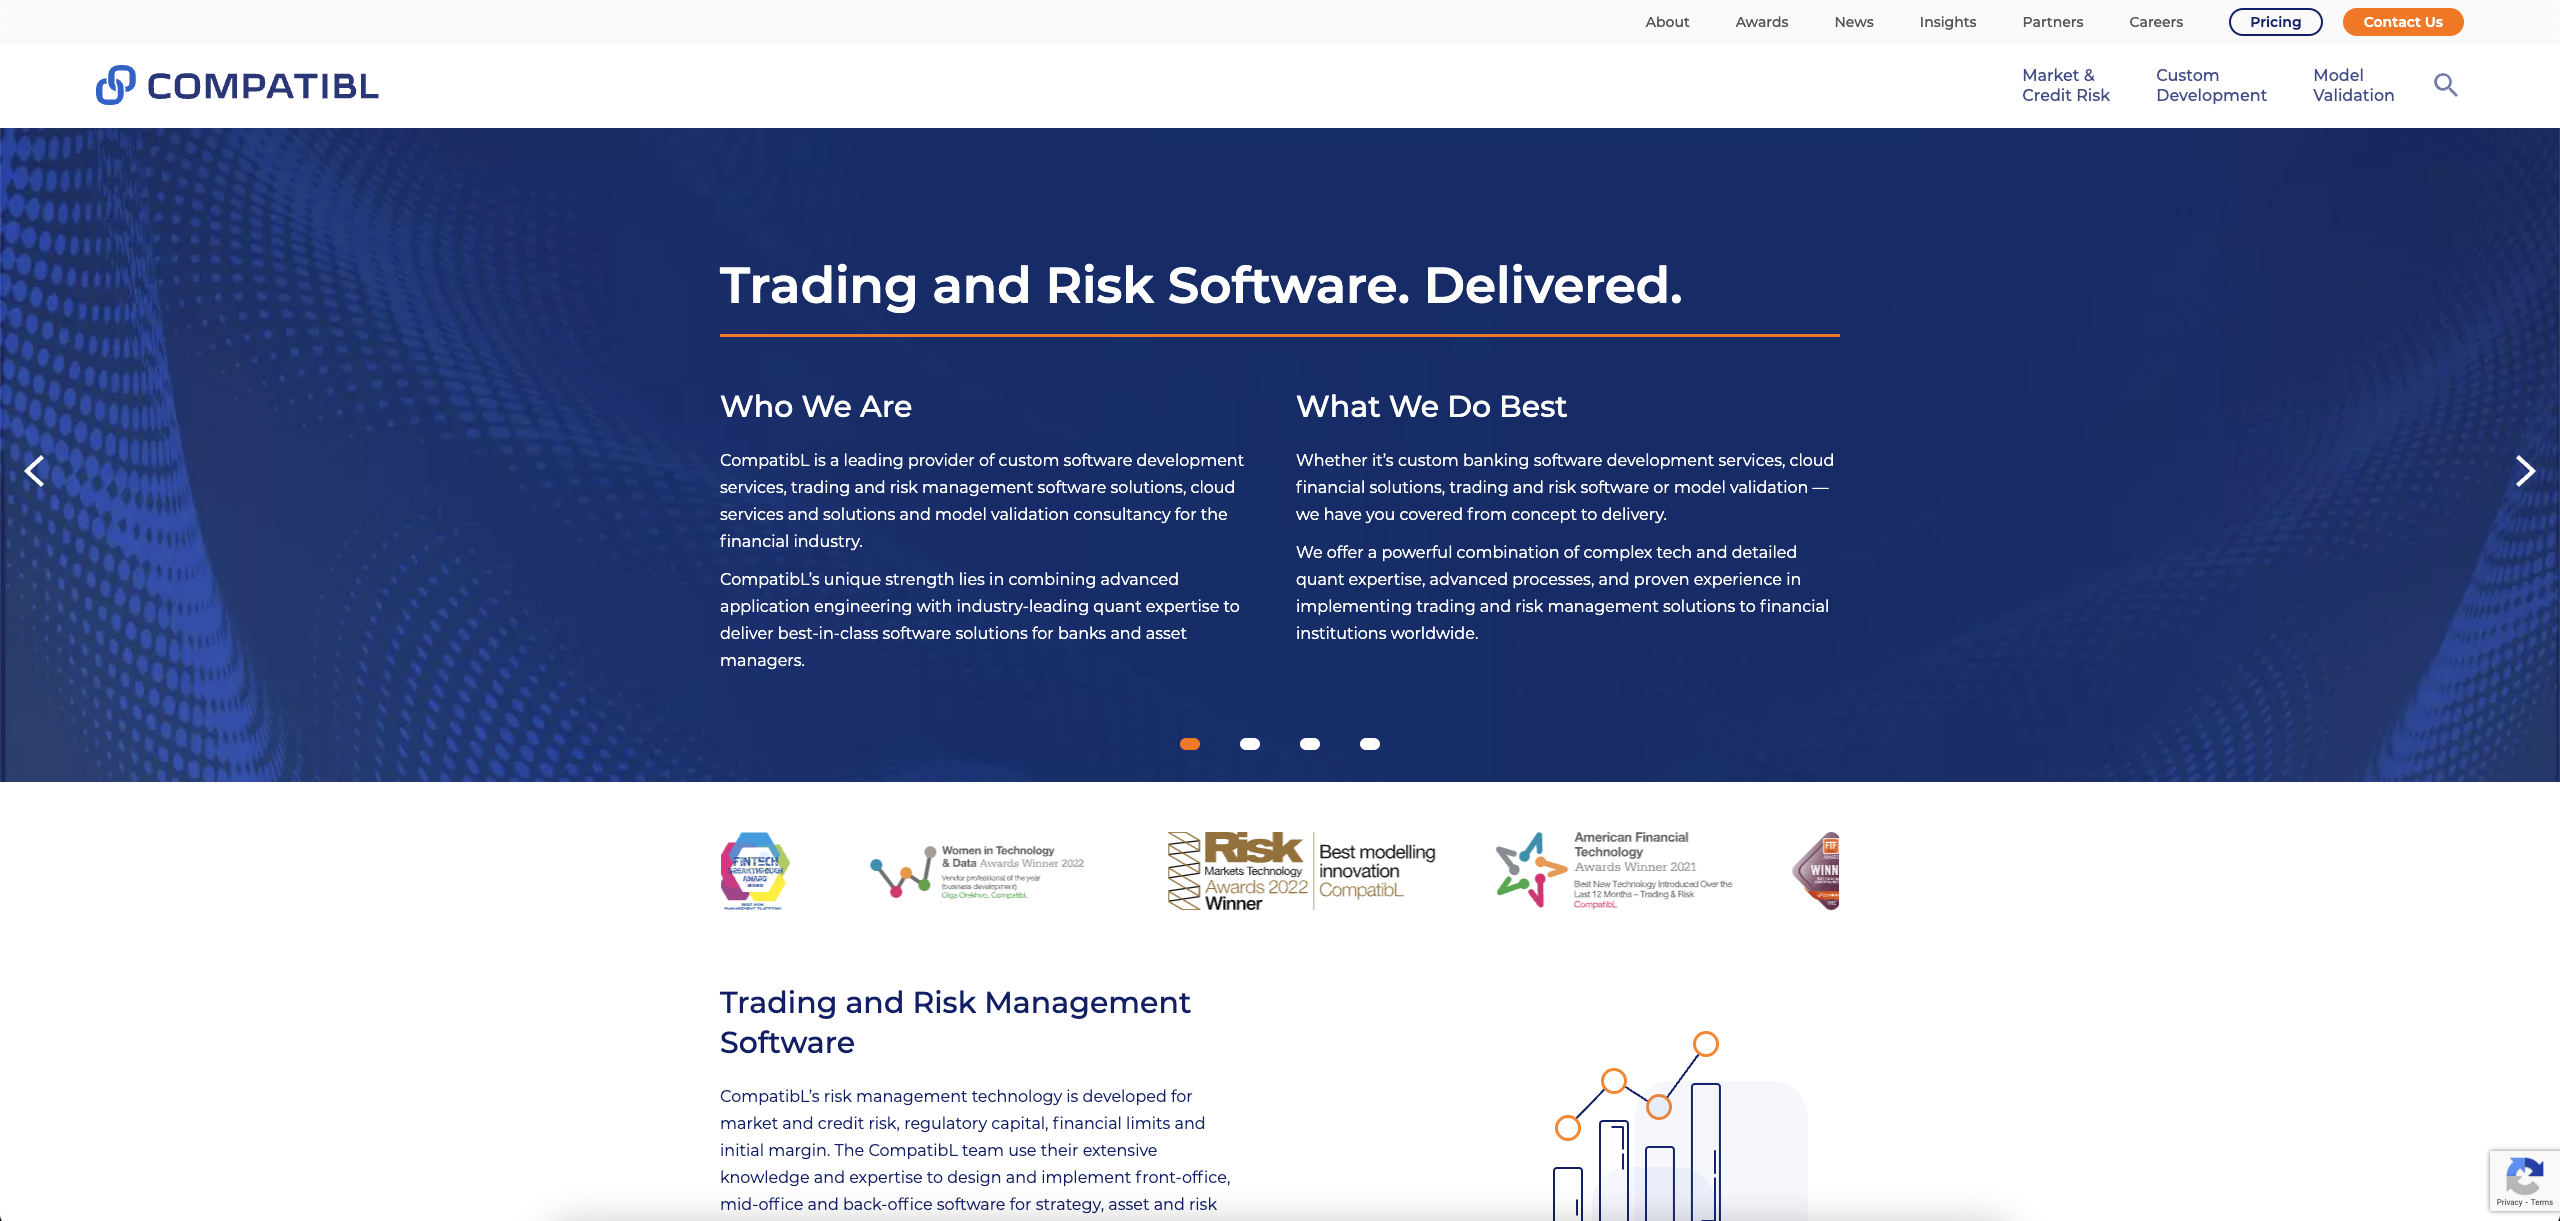 About Awards News Insights Partners Careers Pricing Contact Us
COMPATIBL
Market &
Credit Risk
Custom
Development
Model
Validation
Trading and Risk Software. Delivered.
Who We Are
CompatibL is a leading provider of custom software development
services, trading and risk management software solutions, cloud
services and solutions and model validation consultancy for the
financial industry.
CompatibL’s unique strength lies in combining advanced
application engineering with industry-leading quant expertise to
deliver best-in-class software solutions for banks and asset
managers.
What We Do Best
Whether it’s custom banking software development services, cloud
financial solutions, trading and risk software or model validation —
we have you covered from concept to delivery.
We offer a powerful combination of complex tech and detailed
quant expertise, advanced processes, and proven experience in
implementing trading and risk management solutions to financial
institutions worldwide.
FINTECH
BREAKTHROUGH
AWARD
BEST RISK
MANAGEMENT PLATFORM
Women in Technology
& Data Awards Winner 2022
Vendor professional of the year
(business development)
Olga Orekhvo, CompatibL
Risk
Markets Technology
Awards 2022
Winner
Best modelling
innovation
CompatibL
American Financial
Technology
Awards Winner 2021
Best New Technology Introduced Over the
Last 12 Months – Trading & Risk
CompatibL
FTF
WINN
Trading and Risk Management
Software
CompatibL’s risk management technology is developed for
market and credit risk, regulatory capital, financial limits and
initial margin. The CompatibL team use their extensive
knowledge and expertise to design and implement front-office,
mid-office and back-office software for strategy, asset and risk
Privacy - Terms